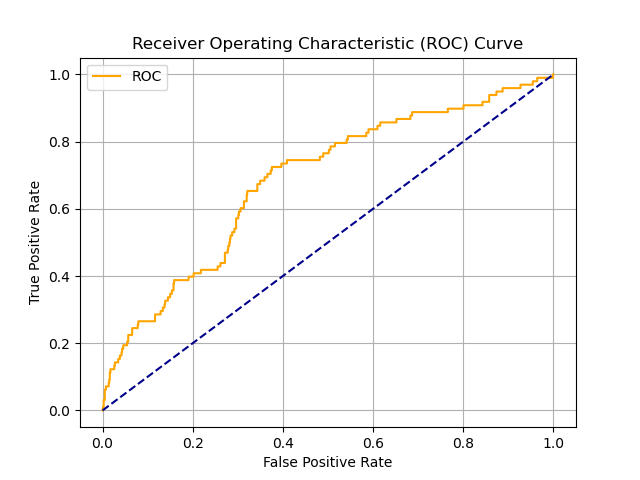 Receiver Operating Characteristic (ROC) Curve
ROC
1.0
0.8
0.6
0.4
0.2
0.0
True Positive Rate
0.0 0.2 0.4 0.6 0.8 1.0
False Positive Rate